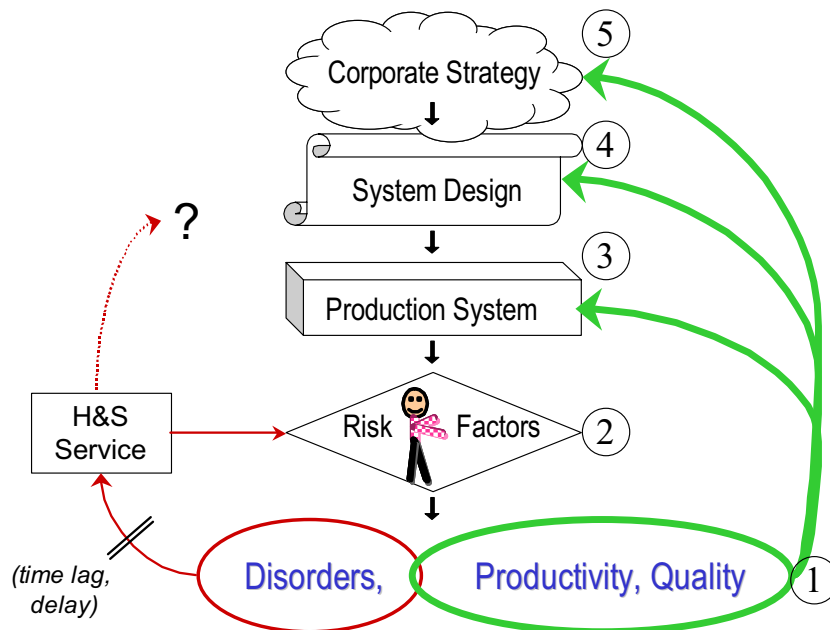 5
Corporate Strategy
4
System Design
?
3
Production System
H&S
Service
Risk Factors
2
(time lag,
delay)
Disorders,
Productivity, Quality
1